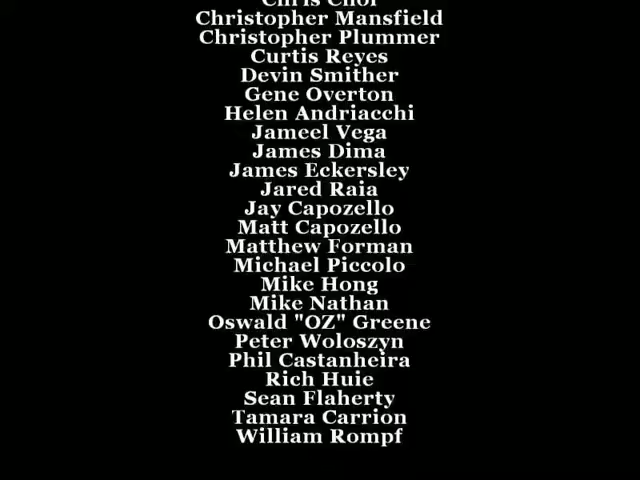 Chris Choi
Christopher Mansfield
Christopher Plummer
Curtis Reyes
Devin Smither
Gene Overton
Helen Andriacchi
Jameel Vega
James Dima
James Eckersley
Jared Raia
Jay Capozello
Matt Capozello
Matthew Forman
Michael Piccolo
Mike Hong
Mike Nathan
Oswald "OZ" Greene
Peter Woloszyn
Phil Castanheira
Rich Huie
Sean Flaherty
Tamara Carrion
William Rompf